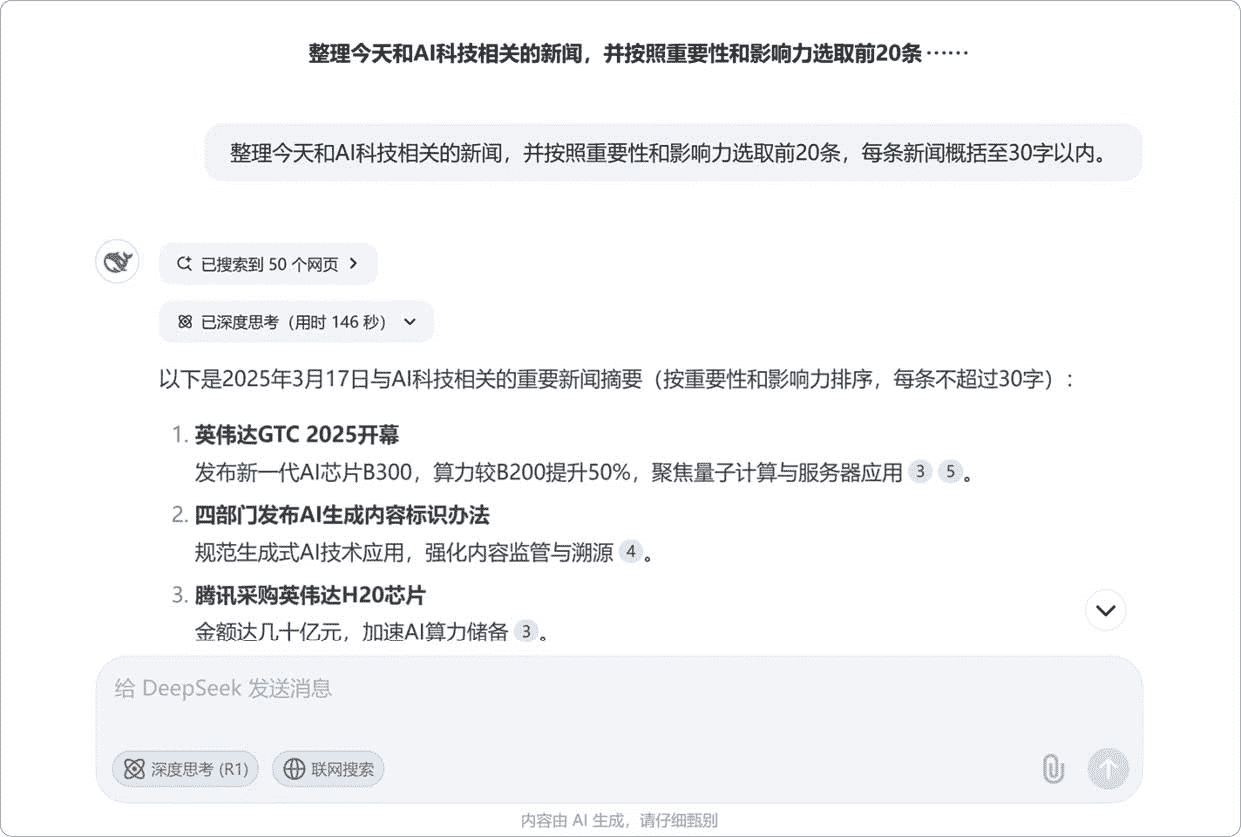 整理今天和AI科技相关的新闻，并按照重要性和影响力选取前20条……
整理今天和AI科技相关的新闻，并按照重要性和影响力选取前20条，每条新闻概括至30字以内。
已搜索到 50 个网页
已深度思考（用时 146 秒）
以下是2025年3月17日与AI科技相关的重要新闻摘要（按重要性和影响力排序，每条不超过30字）：
1. 英伟达GTC 2025开幕
发布新一代AI芯片B300，算力较B200提升50%，聚焦量子计算与服务器应用 3 5。
2. 四部门发布AI生成内容标识办法
规范生成式AI技术应用，强化内容监管与溯源 4。
3. 腾讯采购英伟达H20芯片
金额达几十亿元，加速AI算力储备 3。
给 DeepSeek 发送消息
深度思考 (R1) 联网搜索
内容由 AI 生成，请仔细甄别